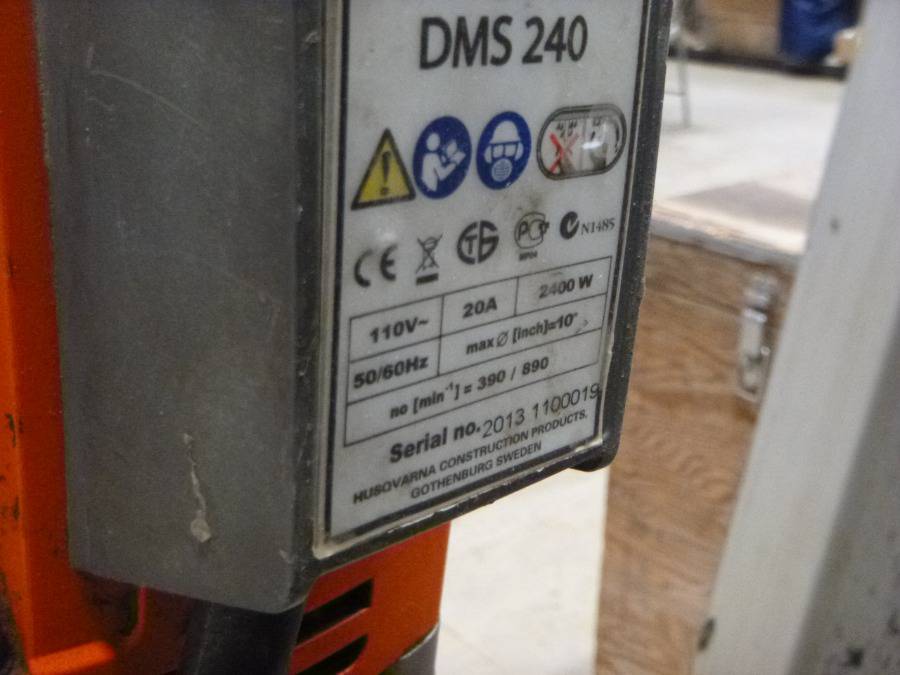 DMS 240
CE PC N1485
110V~ 20A 2400 W
50/60Hz max Ø [inch]=10"
no [min⁻¹] = 390 / 890
Serial no. 2013 1100019
HUSQVARNA CONSTRUCTION PRODUCTS.
GOTHENBURG SWEDEN